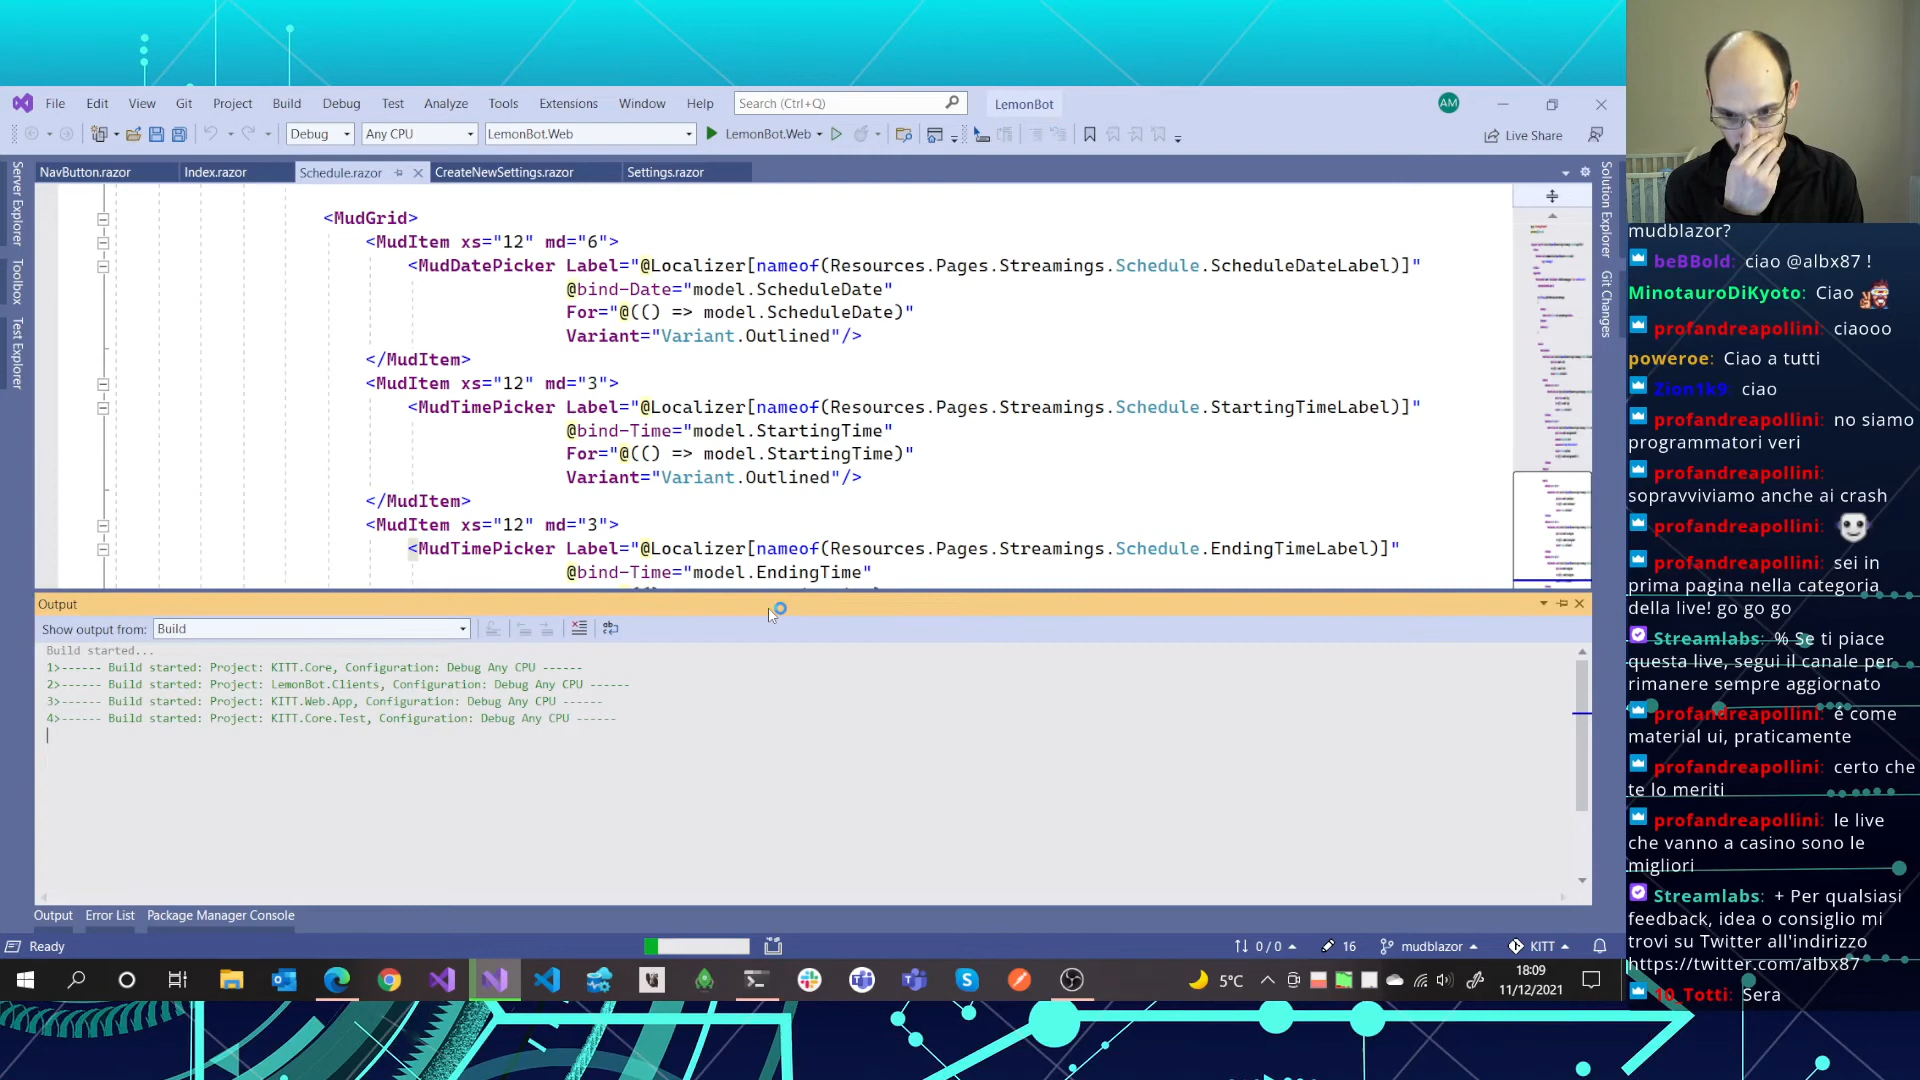 File Edit View Git Project Build Debug Test Analyze Tools Extensions Window Help Search (Ctrl+Q) LemonBot AM
Debug Any CPU LemonBot.Web LemonBot.Web Live Share
NavButton.razor Index.razor Schedule.razor CreateNewSettings.razor Settings.razor
Server Explorer
Toolbox
Test Explorer
Solution Explorer
Git Changes
<MudGrid>
<MudItem xs="12" md="6">
<MudDatePicker Label="@Localizer[nameof(Resources.Pages.Streamings.Schedule.ScheduleDateLabel)]"
@bind-Date="model.ScheduleDate"
For="@(() => model.ScheduleDate)"
Variant="Variant.Outlined"/>
</MudItem>
<MudItem xs="12" md="3">
<MudTimePicker Label="@Localizer[nameof(Resources.Pages.Streamings.Schedule.StartingTimeLabel)]"
@bind-Time="model.StartingTime"
For="@(() => model.StartingTime)"
Variant="Variant.Outlined"/>
</MudItem>
<MudItem xs="12" md="3">
<MudTimePicker Label="@Localizer[nameof(Resources.Pages.Streamings.Schedule.EndingTimeLabel)]"
@bind-Time="model.EndingTime"
Output
Show output from: Build
Build started...
1>------ Build started: Project: KITT.Core, Configuration: Debug Any CPU ------
2>------ Build started: Project: LemonBot.Clients, Configuration: Debug Any CPU ------
3>------ Build started: Project: KITT.Web.App, Configuration: Debug Any CPU ------
4>------ Build started: Project: KITT.Core.Test, Configuration: Debug Any CPU ------
Output Error List Package Manager Console
Ready 0 / 0 16 mudblazor KITT
5°C 18:09
11/12/2021
mudblazor?
beBBold: ciao @albx87 !
MinotauroDiKyoto: Ciao
profandreapollini: ciaooo
poweroe: Ciao a tutti
Zion1k9: ciao
profandreapollini: no siamo
programmatori veri
profandreapollini:
sopravviviamo anche ai crash
profandreapollini:
profandreapollini: sei in
prima pagina nella categoria
della live! go go go
Streamlabs: % Se ti piace
questa live, segui il canale per
rimanere sempre aggiornato
profandreapollini: é come
material ui, praticamente
profandreapollini: certo che
te lo meriti
profandreapollini: le live
che vanno a casino sono le
migliori
Streamlabs: + Per qualsiasi
feedback, idea o consiglio mi
trovi su Twitter all'indirizzo
https://twitter.com/albx87
10_Totti: Sera